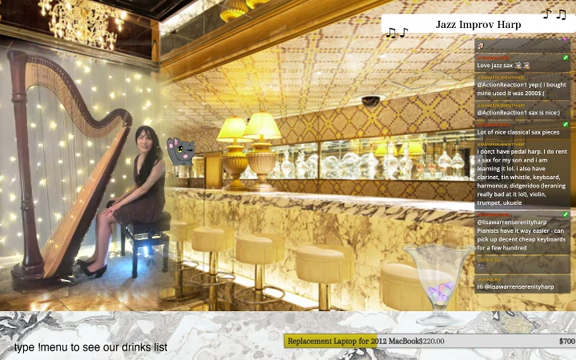 Jazz Improv Harp
Love jazz sax
@ActionReaction1 yep:( i bought
mine used it was 2000$:(
@ActionReaction1 sax is nice:)
Lot of nice classical sax pieces
i don;t have pedal harp. I do rent
a sax for my son and i am
learning it lol. i also have
clarinet, tin whistle, keyboard,
harmonica, didgeridoo (leraning
really bad at it lol), violin,
trumpet, ukuele
@lisawarrenserenityharp
Pianists have it way easier - can
pick up decent cheap keyboards
for a few hundred
Hi @lisawarrenserenityharp
type !menu to see our drinks list
Replacement Laptop for 2012 MacBook$220.00
$700